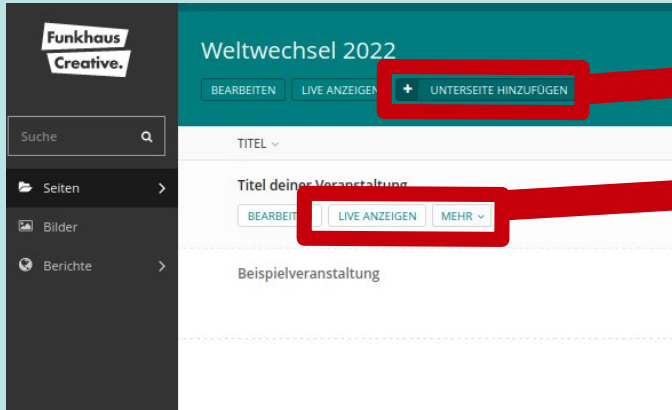 Funkhaus
Creative.
Weltwechsel 2022
BEARBEITEN LIVE ANZEIGEN + UNTERSEITE HINZUFÜGEN
Suche
TITEL
Seiten
Titel deiner Veranstaltung
BEARBEIT LIVE ANZEIGEN MEHR
Bilder
Berichte
Beispielveranstaltung